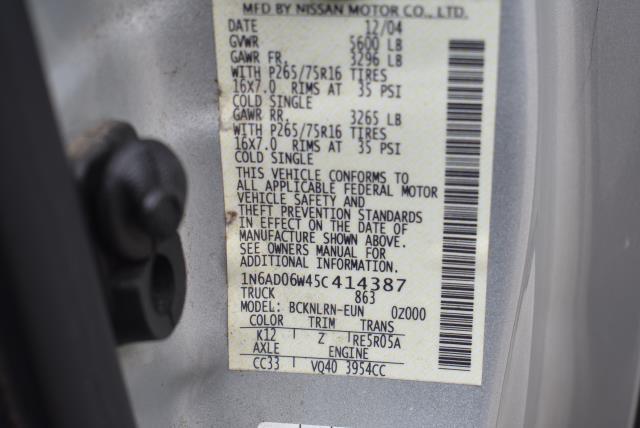 MFD BY NISSAN MOTOR CO., LTD.
DATE 12/04
GVWR 5600 LB
GAWR FR. 3296 LB
WITH P265/75R16 TIRES
16X7.0 RIMS AT 35 PSI
COLD SINGLE
GAWR RR. 3265 LB
WITH P265/75R16 TIRES
16X7.0 RIMS AT 35 PSI
COLD SINGLE
THIS VEHICLE CONFORMS TO
ALL APPLICABLE FEDERAL MOTOR
VEHICLE SAFETY AND
THEFT PREVENTION STANDARDS
IN EFFECT ON THE DATE OF
MANUFACTURE SHOWN ABOVE.
SEE OWNERS MANUAL FOR
ADDITIONAL INFORMATION.
1N6AD06W45C414387
TRUCK 863
MODEL: BCKNLRN-EUN 0Z000
COLOR TRIM TRANS
K12 Z RE5R05A
AXLE ENGINE
CC33 VQ40 3954CC